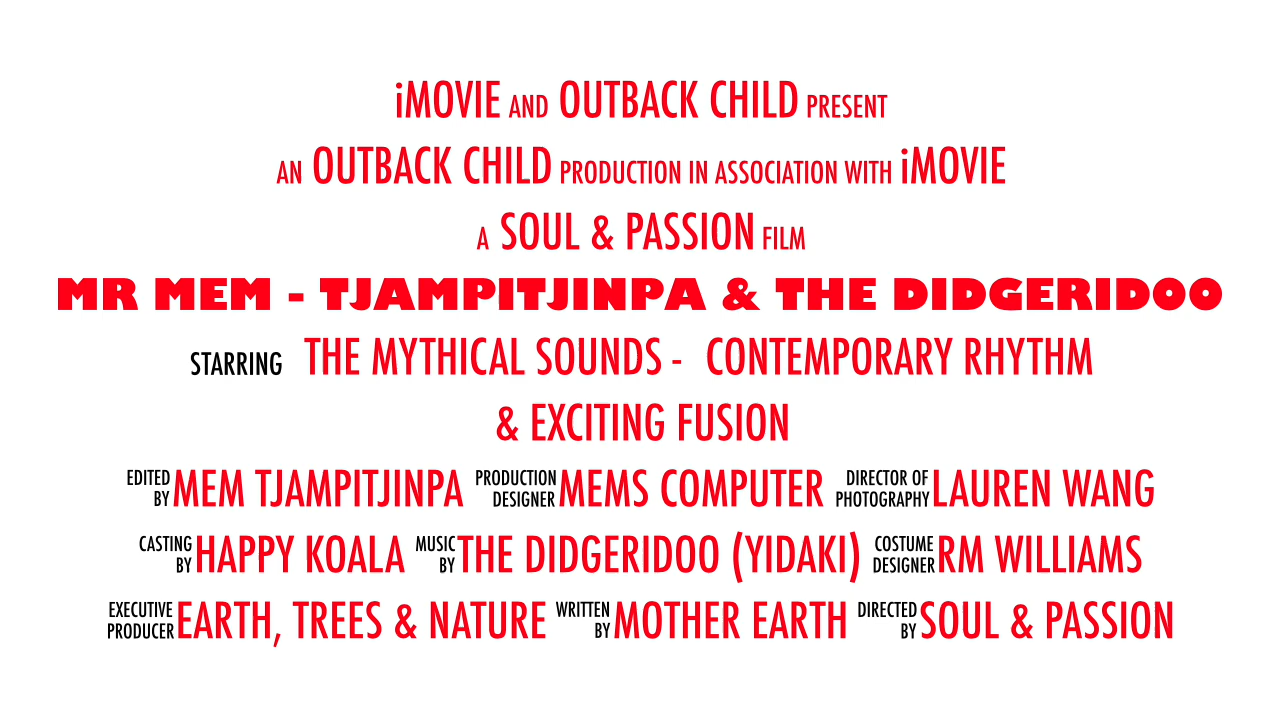 iMOVIE AND OUTBACK CHILD PRESENT
AN OUTBACK CHILD PRODUCTION IN ASSOCIATION WITH iMOVIE
A SOUL & PASSION FILM
MR MEM - TJAMPITJINPA & THE DIDGERIDOO
STARRING THE MYTHICAL SOUNDS - CONTEMPORARY RHYTHM
& EXCITING FUSION
EDITED BY MEM TJAMPITJINPA PRODUCTION DESIGNER MEMS COMPUTER DIRECTOR OF PHOTOGRAPHY LAUREN WANG
CASTING BY HAPPY KOALA MUSIC BY THE DIDGERIDOO (YIDAKI) COSTUME DESIGNER RM WILLIAMS
EXECUTIVE PRODUCER EARTH, TREES & NATURE WRITTEN BY MOTHER EARTH DIRECTED BY SOUL & PASSION